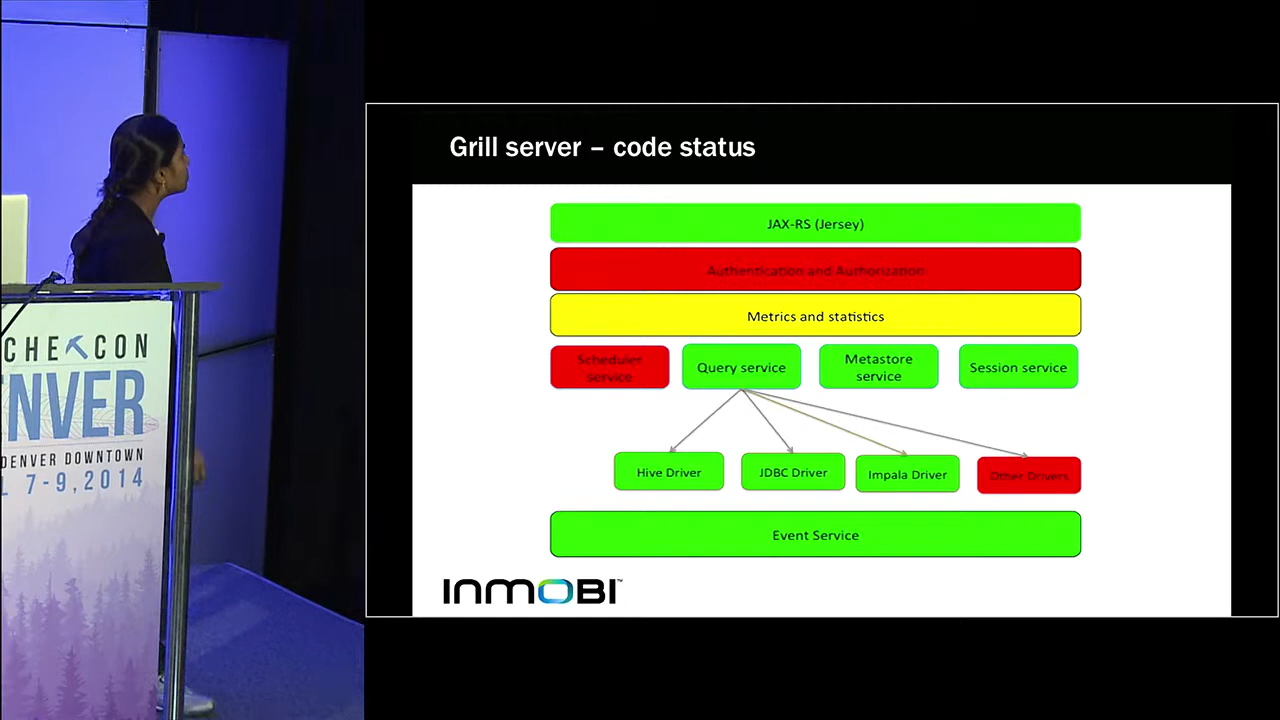 CHE CON
NVER
DENVER DOWNTOWN
L 7-9, 2014
Grill server – code status
JAX-RS (Jersey)
Authentication and Authorization
Metrics and statistics
Scheduler
service
Query service
Metastore
service
Session service
Hive Driver
JDBC Driver
Impala Driver
Other Drivers
Event Service
INMOBI™